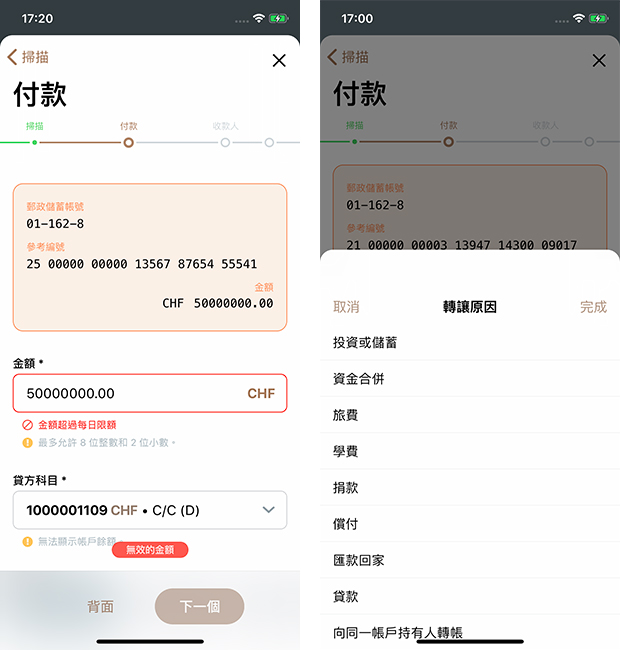 17:20
掃描
付款
掃描
付款
收款人
郵政儲蓄帳號
01-162-8
參考編號
25 00000 00000 13567 87654 55541
金額
CHF 50000000.00
金額 *
50000000.00 CHF
金額超過每日限額
最多允許 8 位整數和 2 位小數。
貸方科目 *
1000001109 CHF • C/C (D)
無法顯示帳戶餘額。
無效的金額
背面
下一個
17:00
掃描
付款
掃描
付款
收款人
郵政儲蓄帳號
01-162-8
參考編號
21 00000 00003 13947 14300 09017
取消
轉讓原因
完成
投資或儲蓄
資金合併
旅費
學費
捐款
償付
匯款回家
貸款
向同一帳戶持有人轉帳